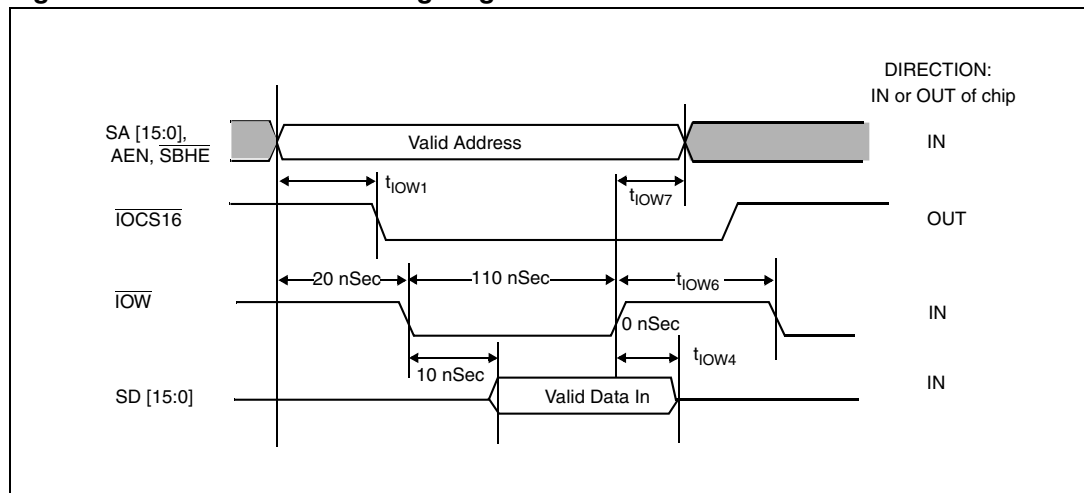 DIRECTION:
IN or OUT of chip
SA [15:0],
AEN, SBHE
Valid Address
IN
tIOW1
tIOW7
IOCS16
OUT
20 nSec
110 nSec
tIOW6
IOW
0 nSec
IN
10 nSec
tIOW4
SD [15:0]
Valid Data In
IN